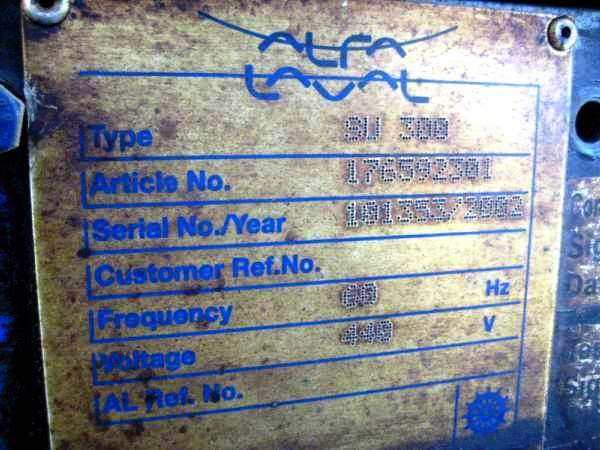 ALFA
LAVAL
Type SU 300
Article No. 176592301
Serial No./Year 101353/2002
Customer Ref.No.
Frequency 60 Hz
Voltage 440 V
AL Ref. No.